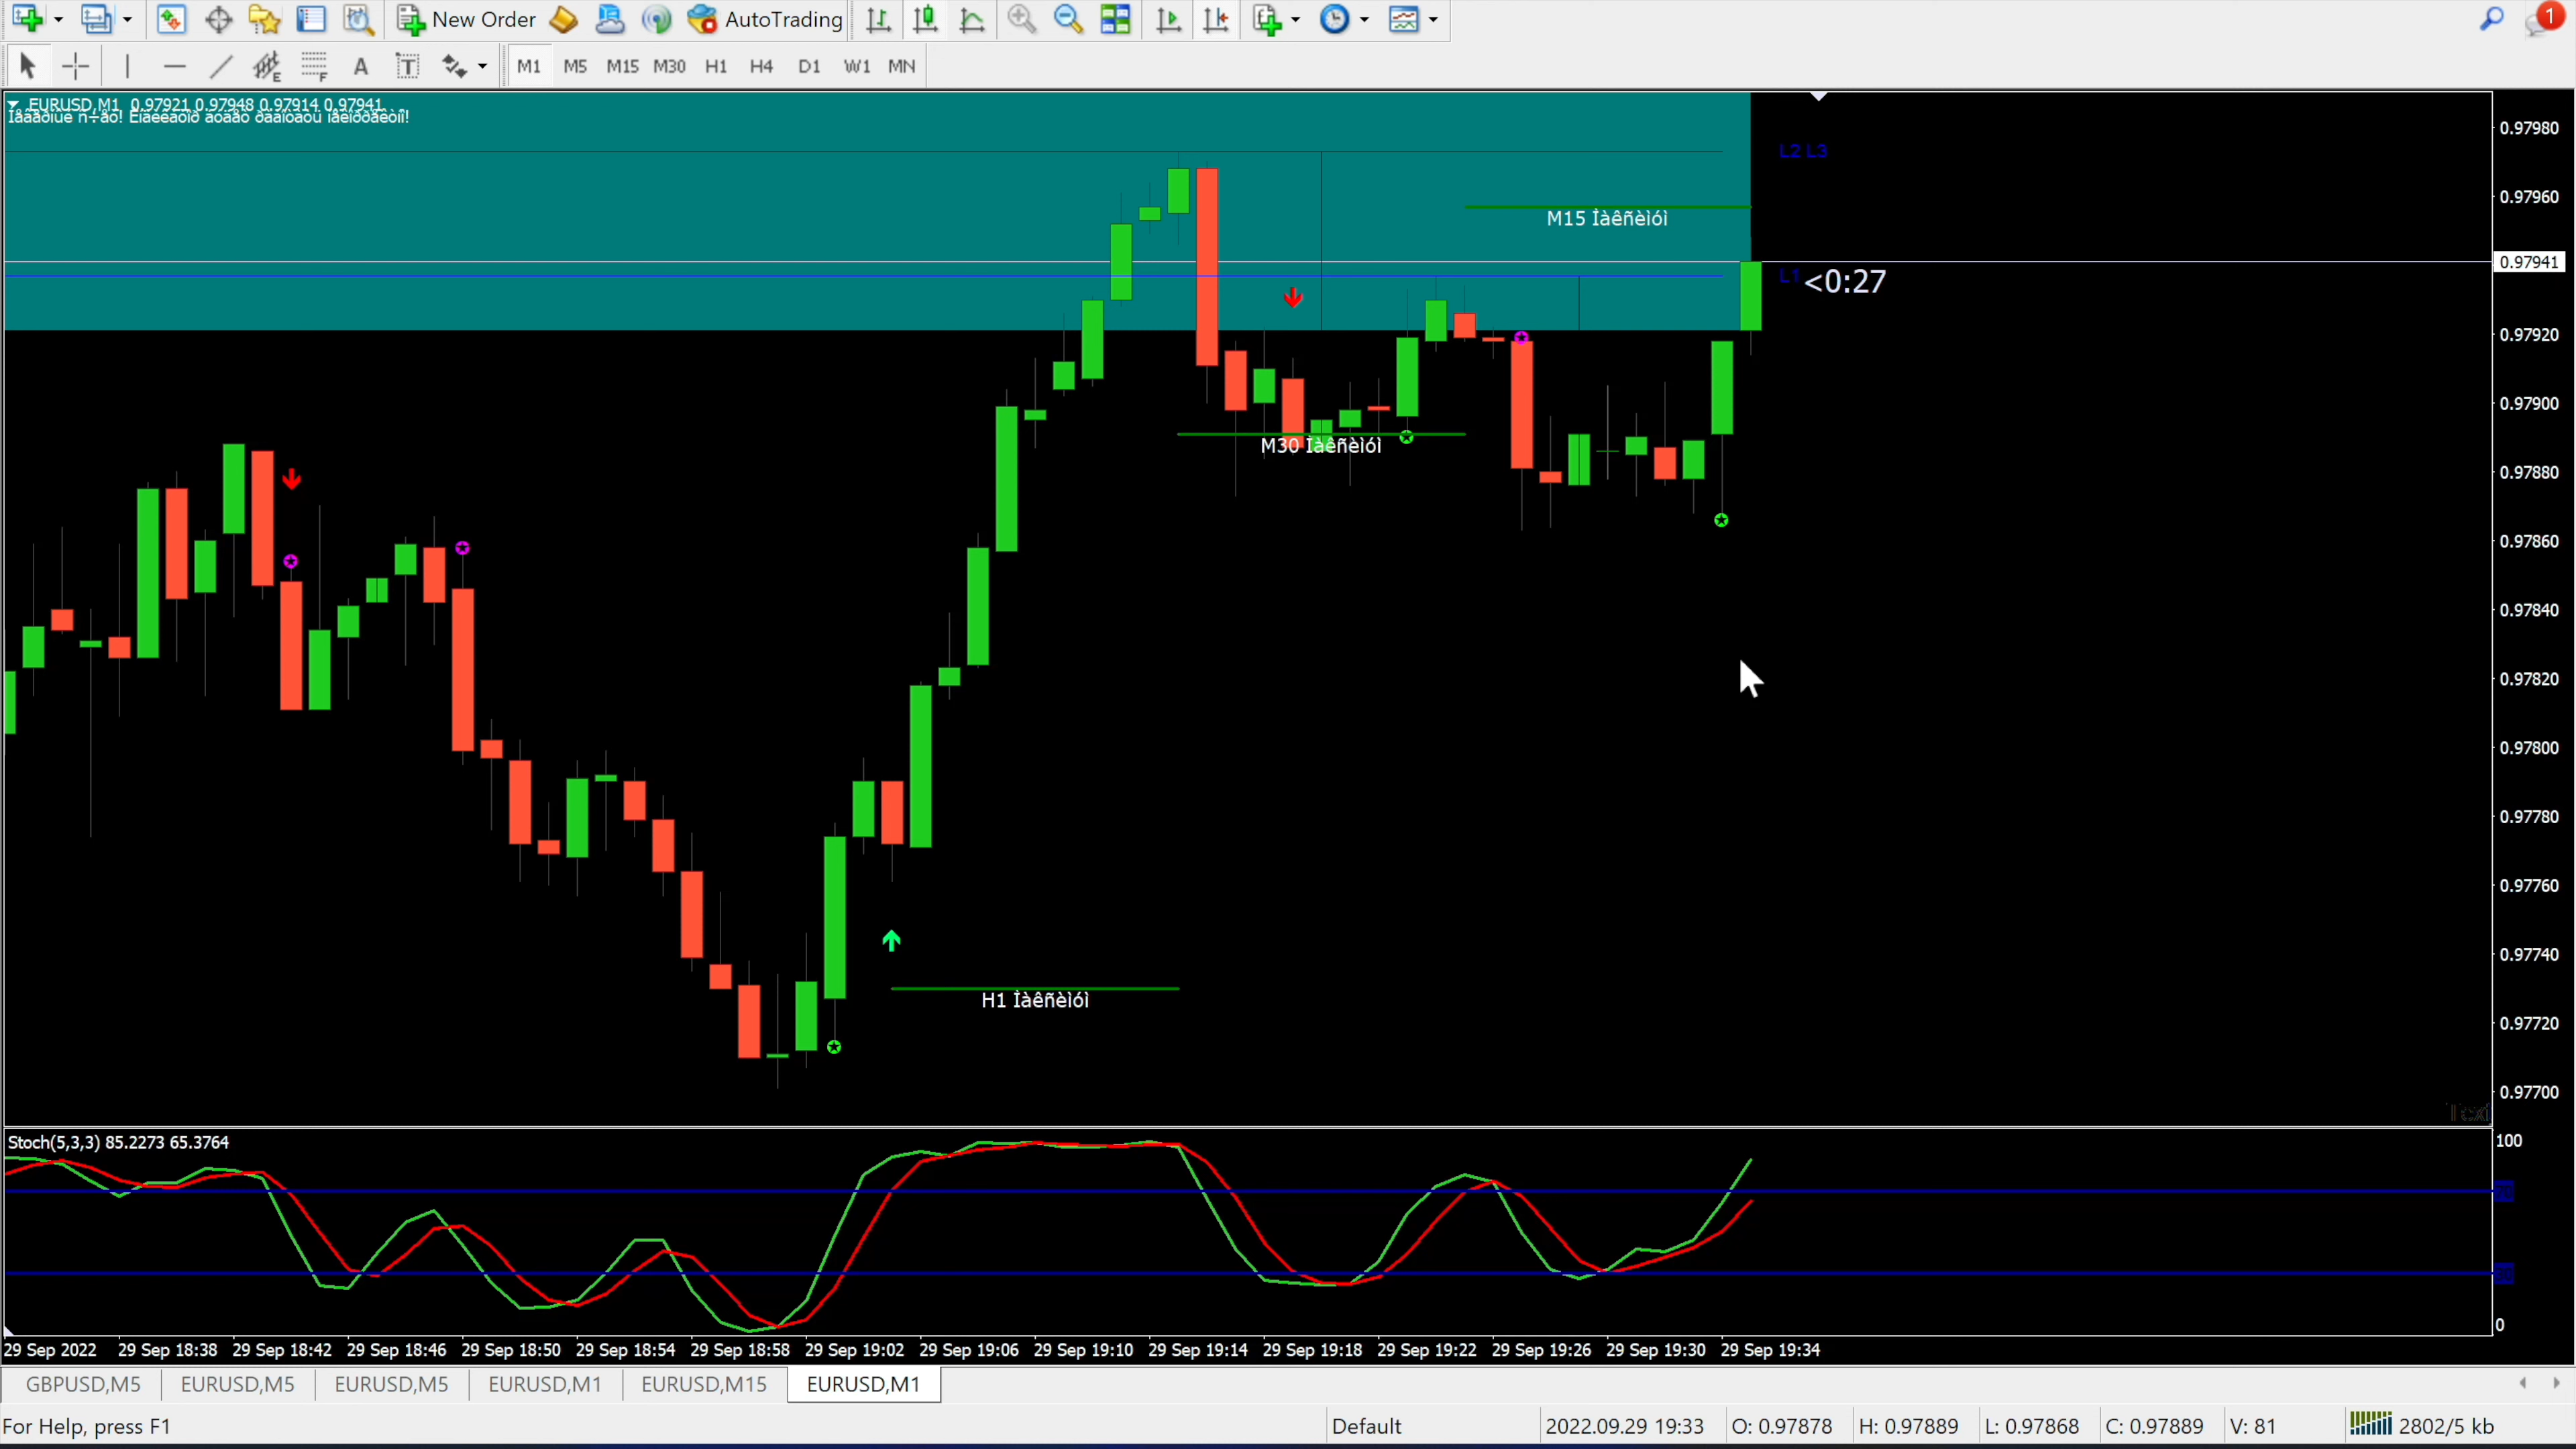 New Order AutoTrading
M1 M5 M15 M30 H1 H4 D1 W1 MN
1
EURUSD,M1 0.97921 0.97948 0.97914 0.97941
L2 L3
M15 Ìàêñèìóì
L1 <0:27
M30 Ìàêñèìóì
H1 Ìàêñèìóì
0.97980
0.97960
0.97941
0.97920
0.97900
0.97880
0.97860
0.97840
0.97820
0.97800
0.97780
0.97760
0.97740
0.97720
0.97700
Text
Stoch(5,3,3) 85.2273 65.3764
100
0
29 Sep 2022 29 Sep 18:38 29 Sep 18:42 29 Sep 18:46 29 Sep 18:50 29 Sep 18:54 29 Sep 18:58 29 Sep 19:02 29 Sep 19:06 29 Sep 19:10 29 Sep 19:14 29 Sep 19:18 29 Sep 19:22 29 Sep 19:26 29 Sep 19:30 29 Sep 19:34
GBPUSD,M5 EURUSD,M5 EURUSD,M5 EURUSD,M1 EURUSD,M15 EURUSD,M1
For Help, press F1 Default 2022.09.29 19:33 O: 0.97878 H: 0.97889 L: 0.97868 C: 0.97889 V: 81 2802/5 kb